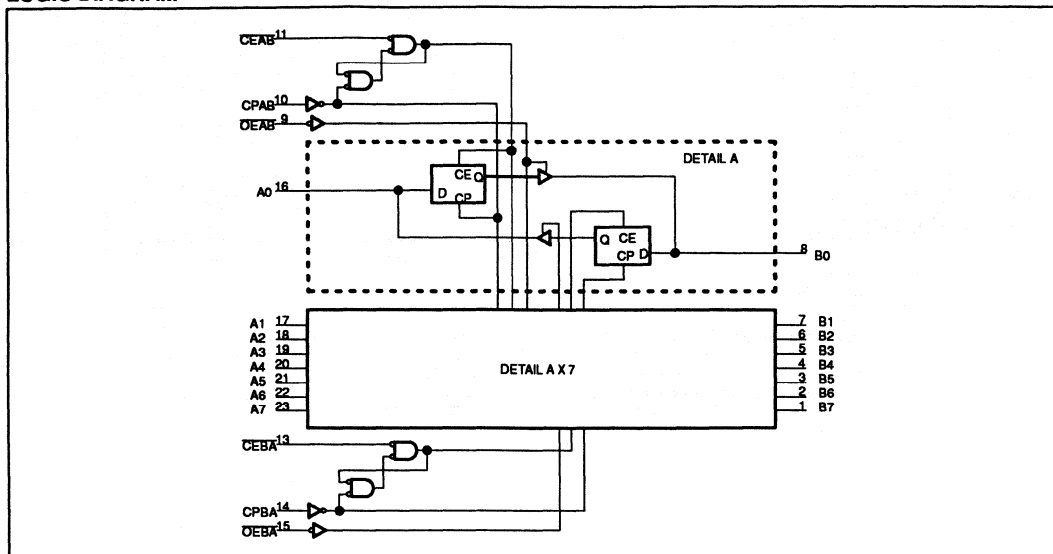 CEAB 11
CPAB 10
OEAB 9
DETAIL A
A0 16
CE Q
D
CP
Q CE
CP D
8 B0
A1 17
A2 18
A3 19
A4 20
A5 21
A6 22
A7 23
DETAIL A X 7
7 B1
6 B2
5 B3
4 B4
3 B5
2 B6
1 B7
CEBA 13
CPBA 14
OEBA 15